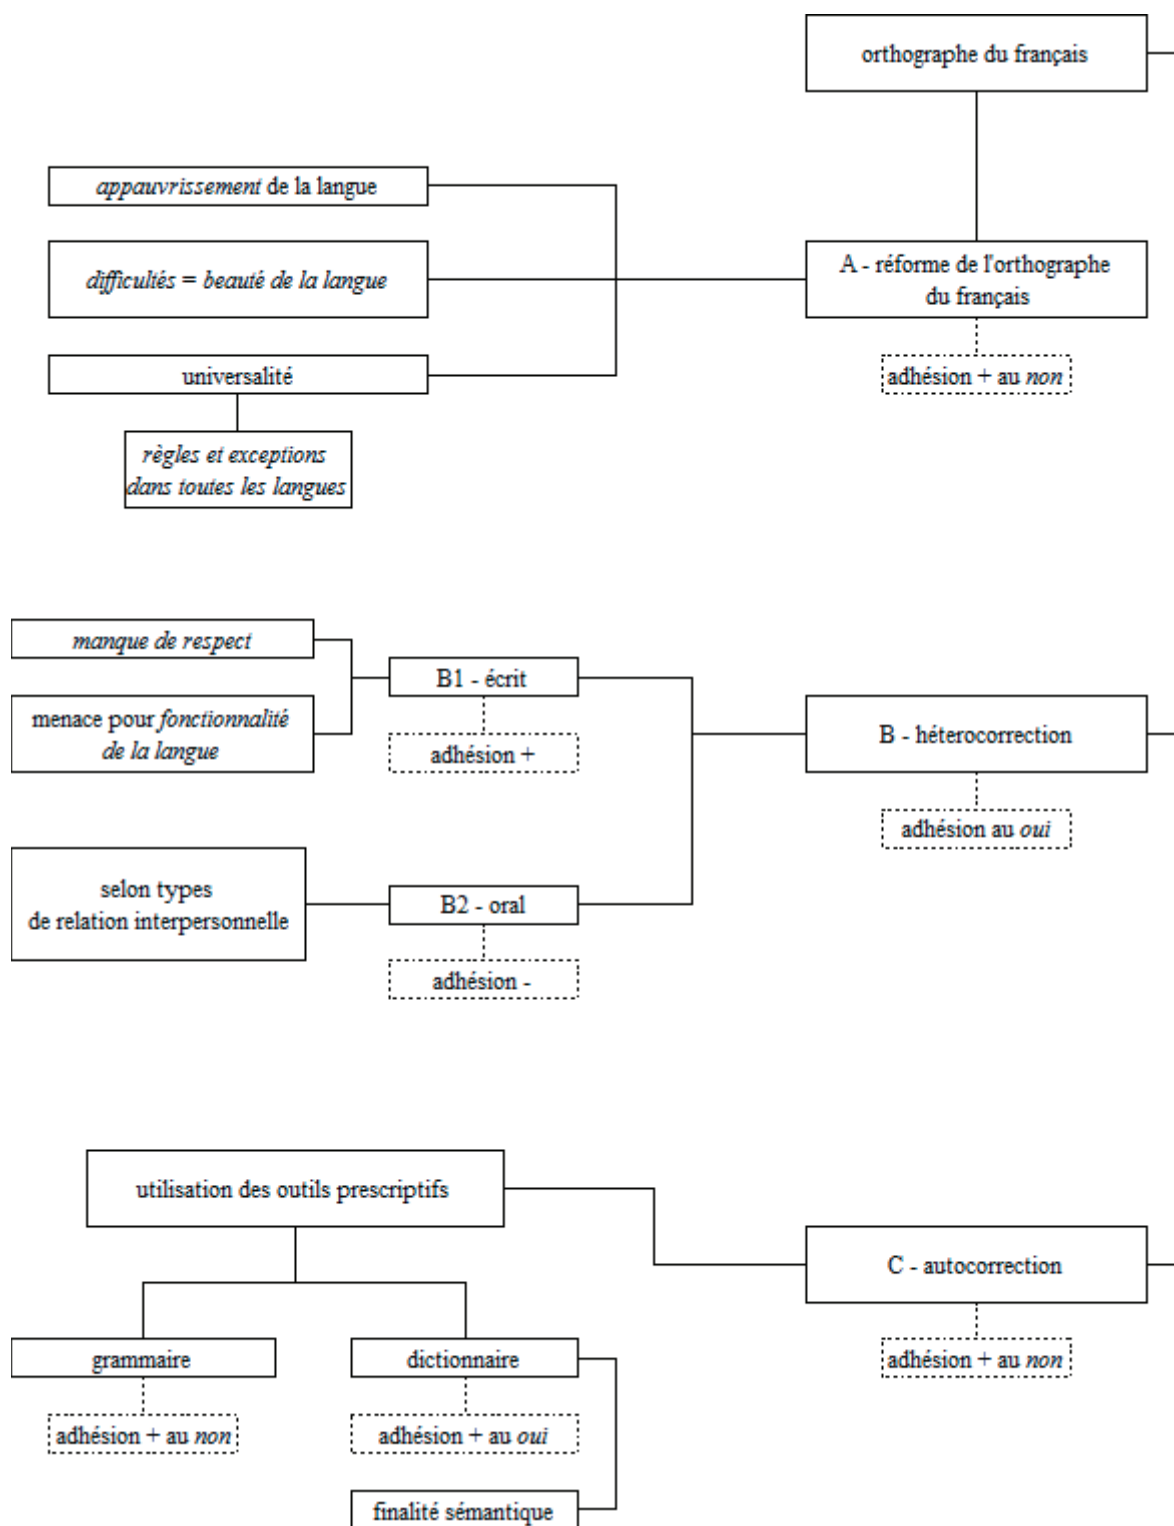 orthographe du français
appauvrissement de la langue
difficultés = beauté de la langue
A - réforme de l'orthographe
du français
universalité
adhésion + au non
règles et exceptions
dans toutes les langues
manque de respect
B1 - écrit
menace pour fonctionnalité
de la langue
adhésion +
B - héterocorrection
adhésion au oui
selon types
de relation interpersonnelle
B2 - oral
adhésion -
utilisation des outils prescriptifs
C - autocorrection
grammaire
dictionnaire
adhésion + au non
adhésion + au non
adhésion + au oui
finalité sémantique